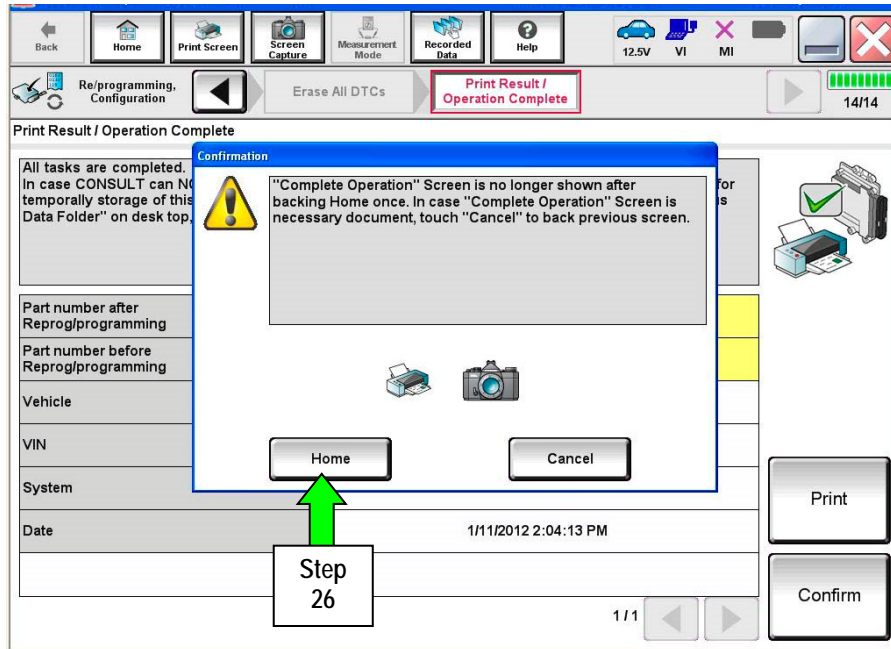 Back
Home
Print Screen
Screen
Capture
Measurement
Mode
Recorded
Data
Help
12.5V
VI
MI
Re/programming,
Configuration
Erase All DTCs
Print Result /
Operation Complete
14/14
Print Result / Operation Complete
All tasks are completed.
In case CONSULT can
for
temporally storage of this
Data Folder" on desk top,
Confirmation
"Complete Operation" Screen is no longer shown after
backing Home once. In case "Complete Operation" Screen is
necessary document, touch "Cancel" to back previous screen.
Home
Cancel
Part number after
Reprog/programming
Part number before
Reprog/programming
Vehicle
VIN
System
Date
1/11/2012 2:04:13 PM
Step
26
1/1
Print
Confirm